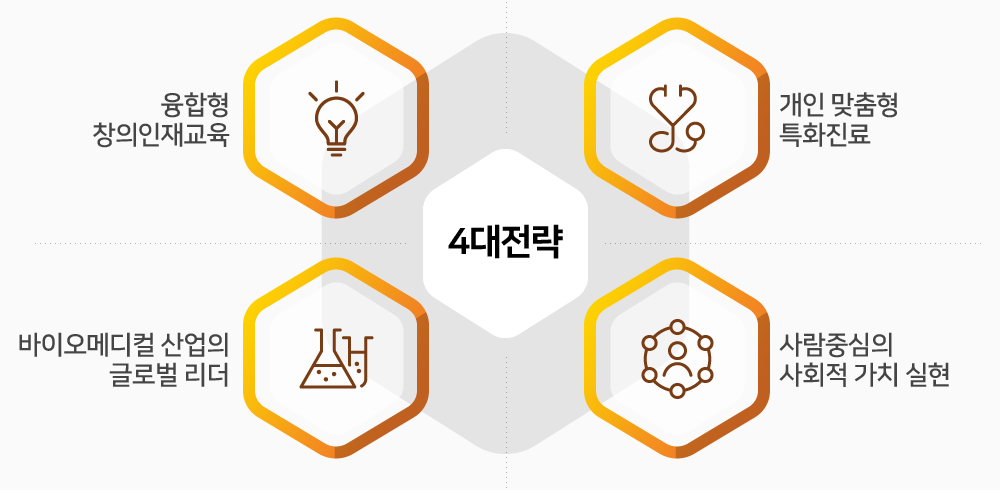 융합형
창의인재교육
개인 맞춤형
특화진료
4대전략
바이오메디컬 산업의
글로벌 리더
사람중심의
사회적 가치 실현